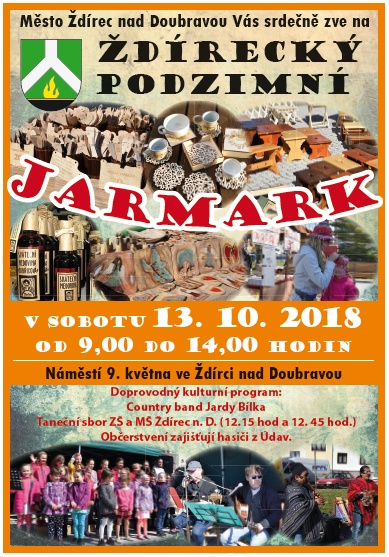 Město Ždírec nad Doubravou Vás srdečně zve na
ŽDÍRECKÝ
PODZIMNÍ
JARMARK
V SOBOTU 13. 10. 2018
OD 9,00 DO 14,00 HODIN
Náměstí 9. května ve Ždírci nad Doubravou
Doprovodný kulturní program:
Country band Jardy Bílka
Taneční sbor ZŠ a MŠ Ždírec n. D. (12.15 hod a 12. 45 hod.)
Občerstvení zajišťují hasiči z Údav.